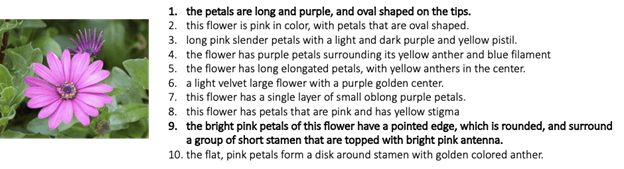 1. the petals are long and purple, and oval shaped on the tips.
2. this flower is pink in color, with petals that are oval shaped.
3. long pink slender petals with a light and dark purple and yellow pistil.
4. the flower has purple petals surrounding its yellow anther and blue filament
5. the flower has long elongated petals, with yellow anthers in the center.
6. a light velvet large flower with a purple golden center.
7. this flower has a single layer of small oblong purple petals.
8. this flower has petals that are pink and has yellow stigma
9. the bright pink petals of this flower have a pointed edge, which is rounded, and surround
a group of short stamen that are topped with bright pink antenna.
10. the flat, pink petals form a disk around stamen with golden colored anther.